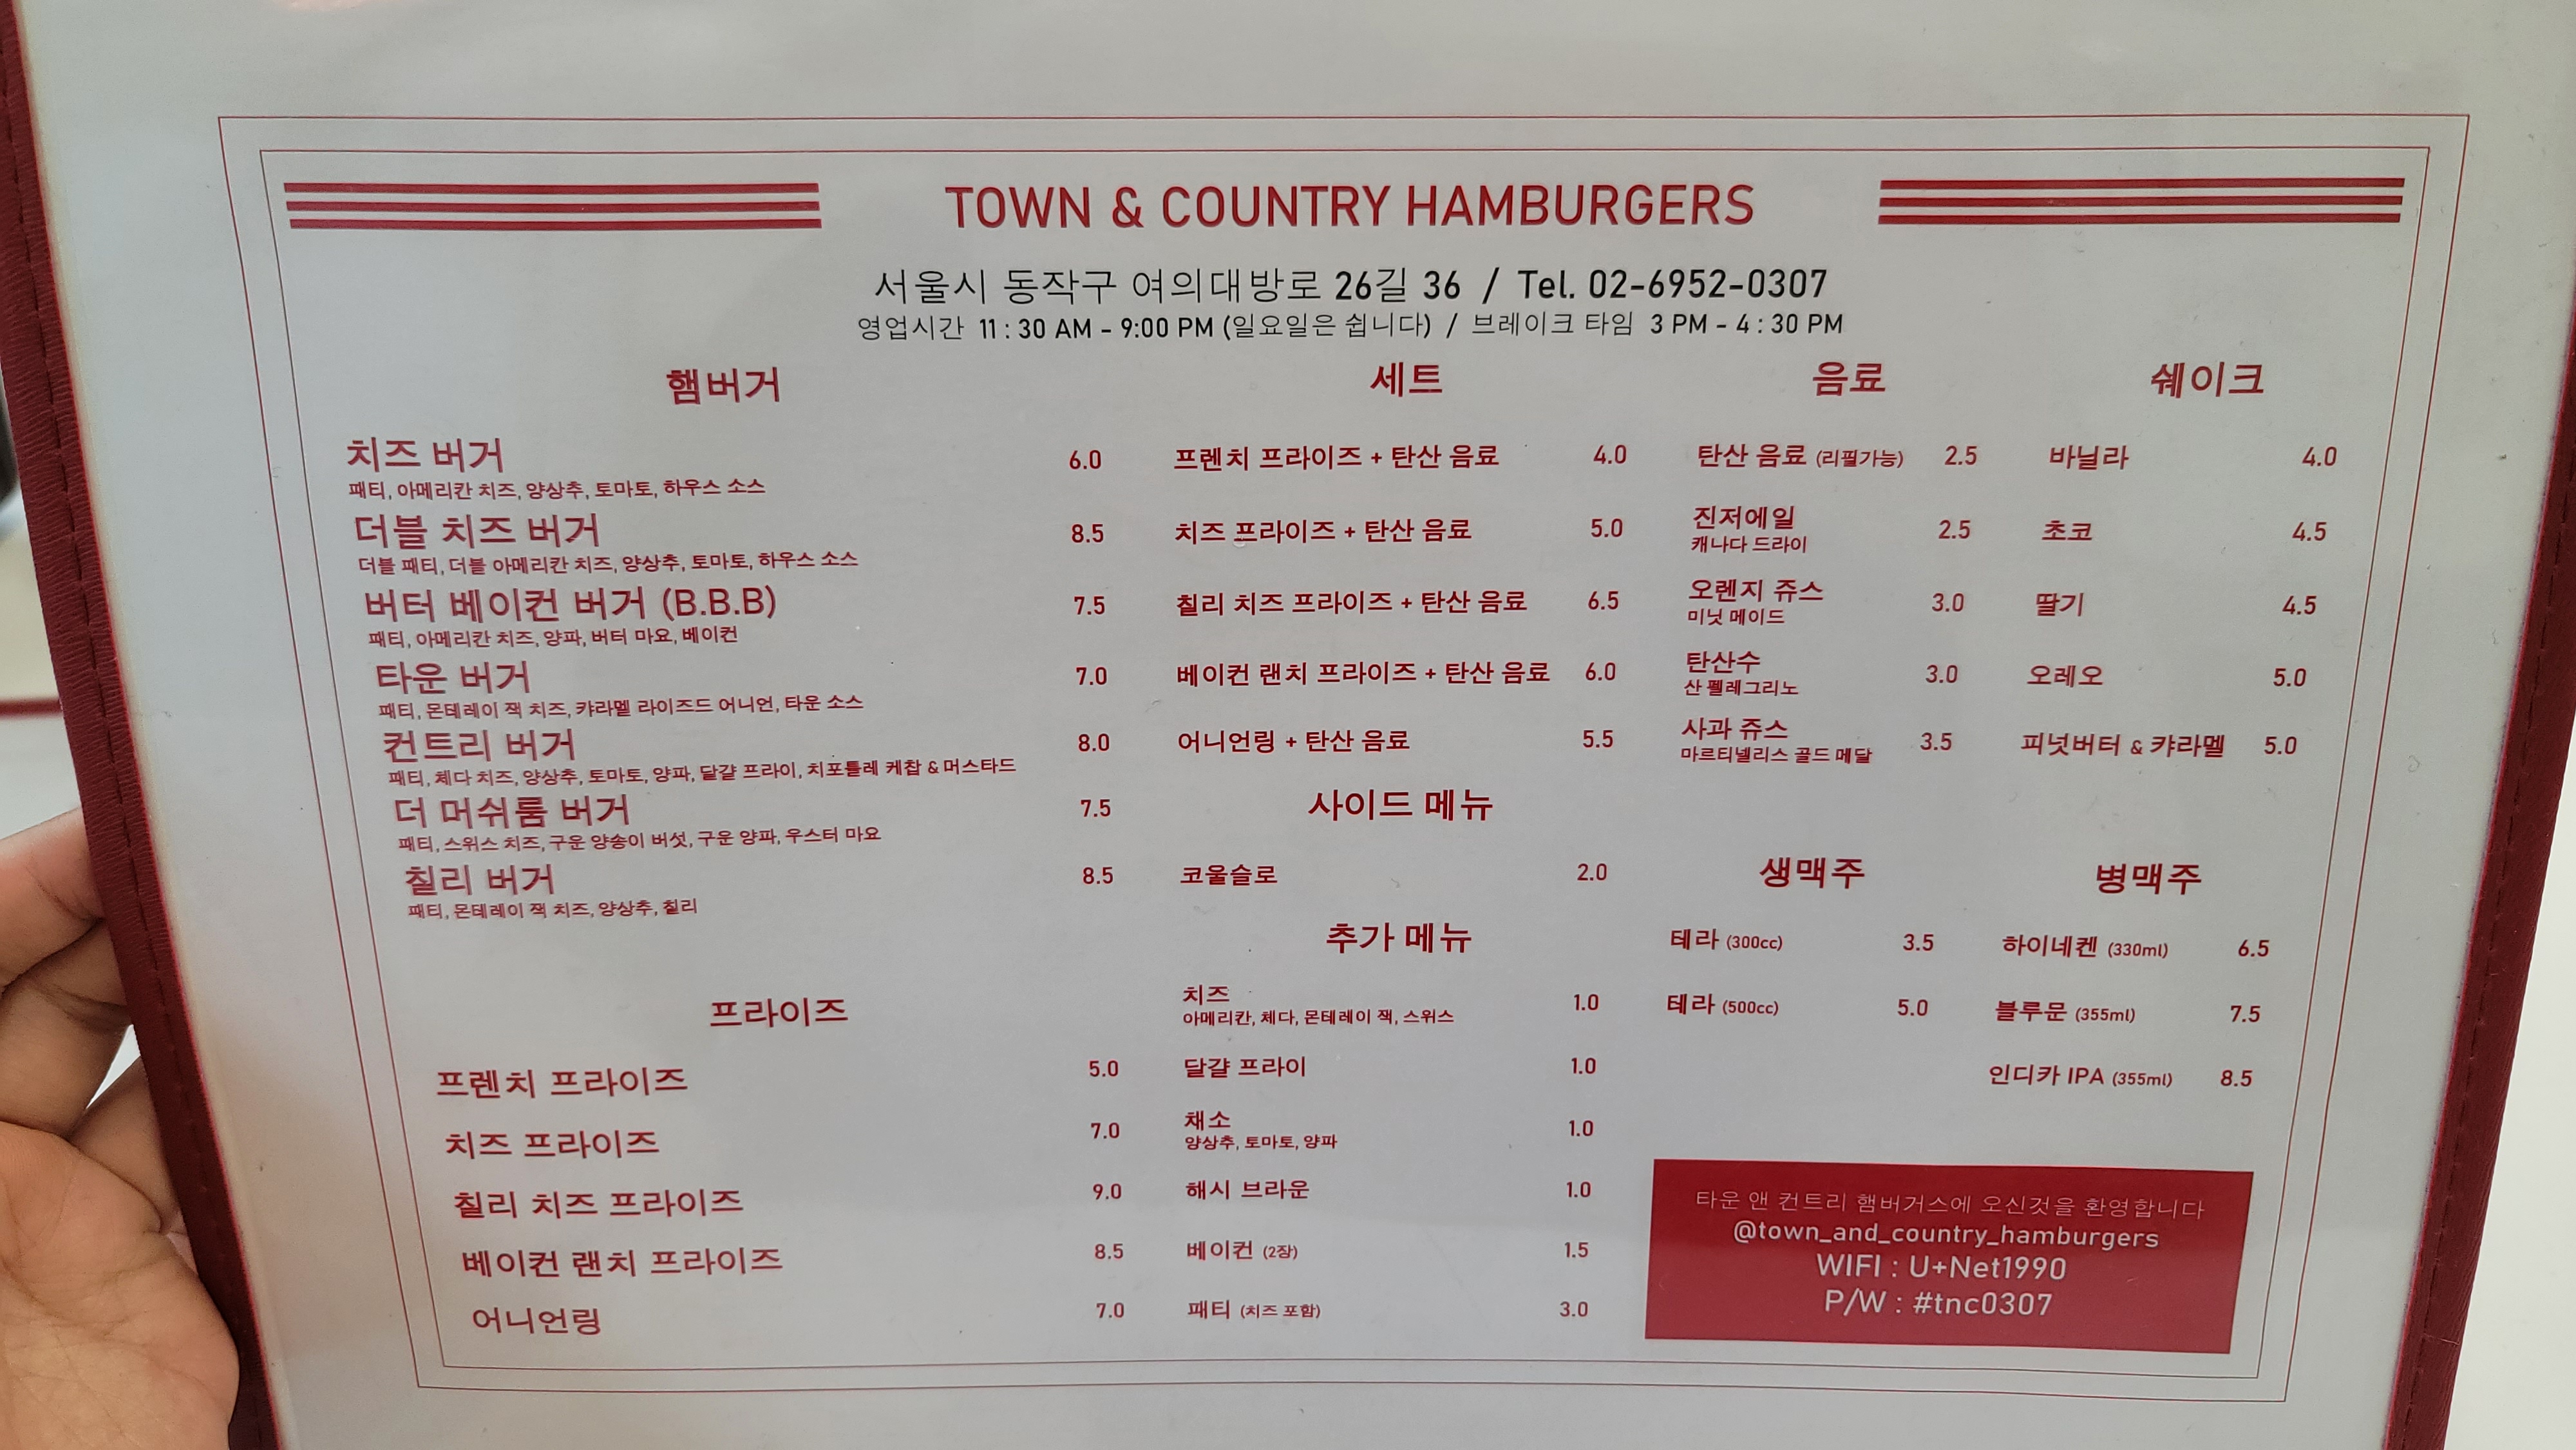 TOWN & COUNTRY HAMBURGERS
서울시 동작구 여의대방로 26길 36 / Tel. 02-6952-0307
영업시간 11 : 30 AM - 9:00 PM (일요일은 쉽니다) / 브레이크 타임 3 PM - 4 : 30 PM
햄버거
치즈 버거 6.0
패티, 아메리칸 치즈, 양상추, 토마토, 하우스 소스
더블 치즈 버거 8.5
더블 패티, 더블 아메리칸 치즈, 양상추, 토마토, 하우스 소스
버터 베이컨 버거 (B.B.B) 7.5
패티, 아메리칸 치즈, 양파, 버터 마요, 베이컨
타운 버거 7.0
패티, 몬테레이 잭 치즈, 캬라멜 라이즈드 어니언, 타운 소스
컨트리 버거 8.0
패티, 체다 치즈, 양상추, 토마토, 양파, 달걀 프라이, 치포틀레 케찹 & 머스타드
더 머쉬룸 버거 7.5
패티, 스위스 치즈, 구운 양송이 버섯, 구운 양파, 우스터 마요
칠리 버거 8.5
패티, 몬테레이 잭 치즈, 양상추, 칠리
프라이즈
프렌치 프라이즈 5.0
치즈 프라이즈 7.0
칠리 치즈 프라이즈 9.0
베이컨 랜치 프라이즈 8.5
어니언링 7.0
세트
프렌치 프라이즈 + 탄산 음료 4.0
치즈 프라이즈 + 탄산 음료 5.0
칠리 치즈 프라이즈 + 탄산 음료 6.5
베이컨 랜치 프라이즈 + 탄산 음료 6.0
어니언링 + 탄산 음료 5.5
사이드 메뉴
코울슬로 2.0
추가 메뉴
치즈 1.0
아메리칸, 체다, 몬테레이 잭, 스위스
달걀 프라이 1.0
채소 1.0
양상추, 토마토, 양파
해시 브라운 1.0
베이컨 (2장) 1.5
패티 (치즈 포함) 3.0
음료
탄산 음료 (리필가능) 2.5
진저에일 2.5
캐나다 드라이
오렌지 쥬스 3.0
미닛 메이드
탄산수 3.0
산 펠레그리노
사과 쥬스 3.5
마르티넬리스 골드 메달
쉐이크
바닐라 4.0
초코 4.5
딸기 4.5
오레오 5.0
피넛버터 & 캬라멜 5.0
생맥주
테라 (300cc) 3.5
테라 (500cc) 5.0
병맥주
하이네켄 (330ml) 6.5
블루문 (355ml) 7.5
인디카 IPA (355ml) 8.5
타운 앤 컨트리 햄버거스에 오신것을 환영합니다
@town_and_country_hamburgers
WIFI : U+Net1990
P/W : #tnc0307